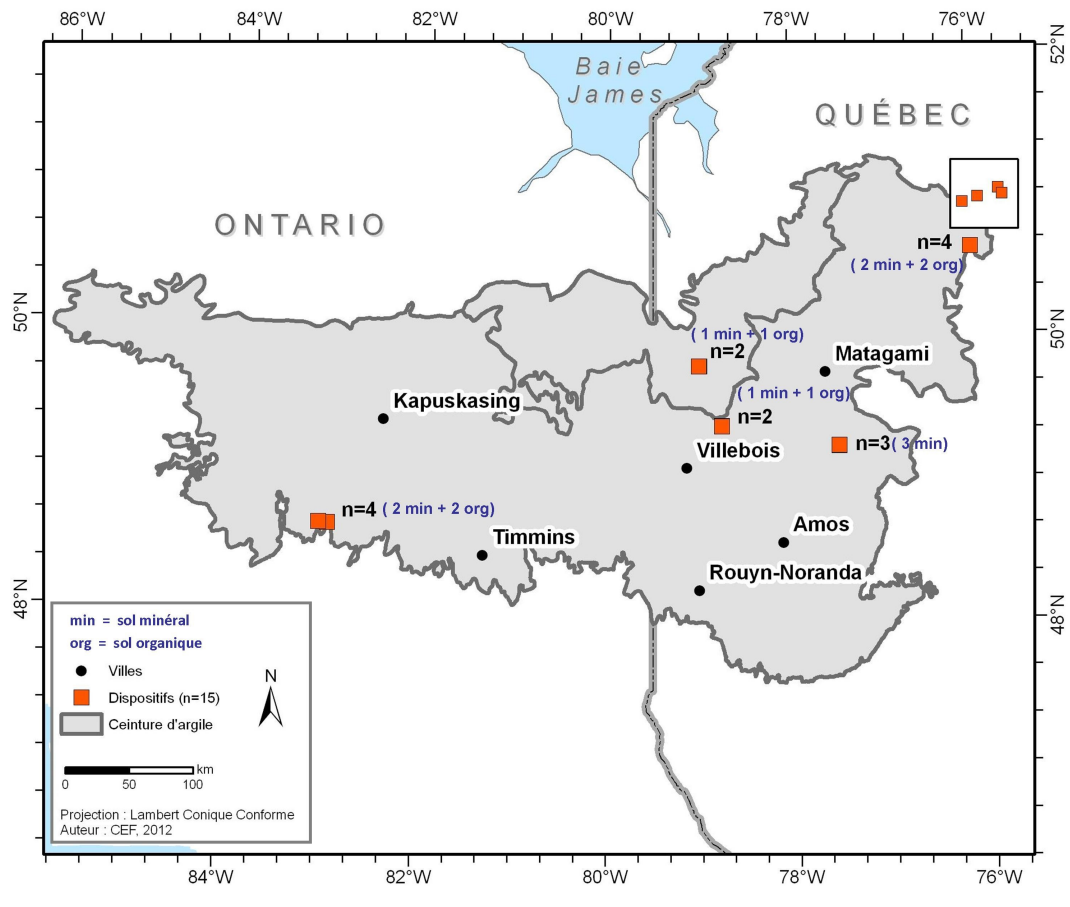 86°W 84°W 82°W 80°W 78°W 76°W
52°N
Baie
James
QUÉBEC
ONTARIO
n=4
( 2 min + 2 org)
50°N
50°N
( 1 min + 1 org)
n=2
Matagami
( 1 min + 1 org)
Kapuskasing
n=2
n=3 ( 3 min)
Villebois
n=4 ( 2 min + 2 org)
Amos
Timmins
Rouyn-Noranda
48°N
48°N
min = sol minéral
org = sol organique
Villes
N
Dispositifs (n=15)
Ceinture d'argile
km
0 50 100
Projection : Lambert Conique Conforme
Auteur : CEF, 2012
84°W 82°W 80°W 78°W 76°W